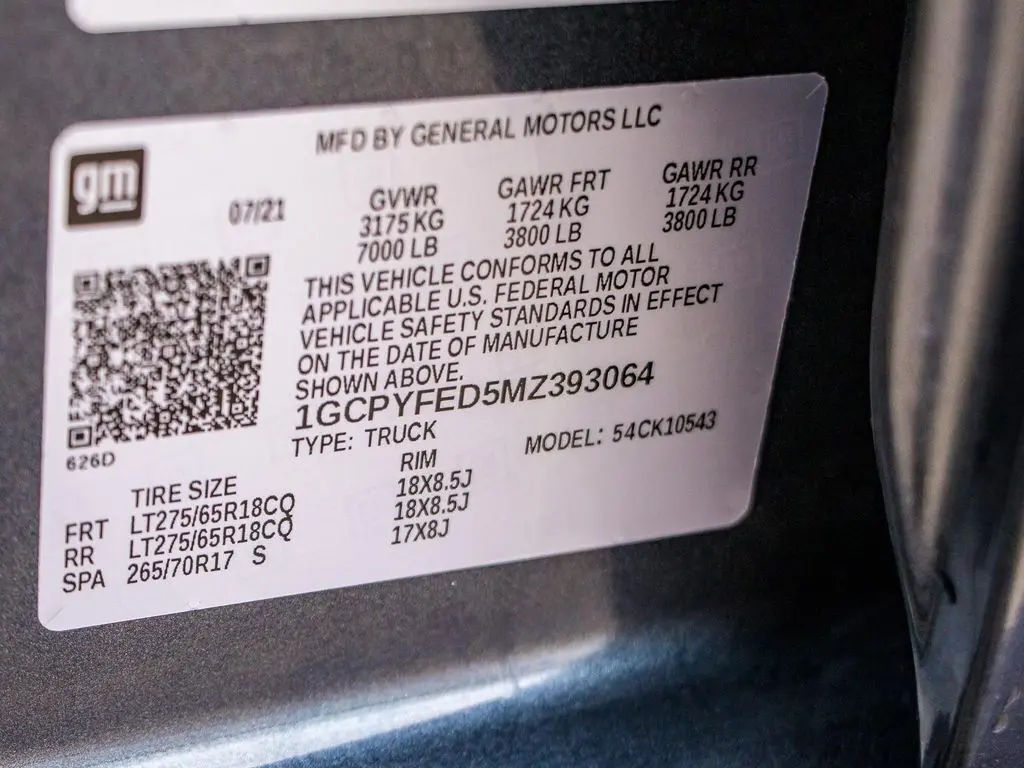 MFD BY GENERAL MOTORS LLC
gm
07/21
GVWR GAWR FRT GAWR RR
3175 KG 1724 KG 1724 KG
7000 LB 3800 LB 3800 LB
THIS VEHICLE CONFORMS TO ALL
APPLICABLE U.S. FEDERAL MOTOR
VEHICLE SAFETY STANDARDS IN EFFECT
ON THE DATE OF MANUFACTURE
SHOWN ABOVE.
1GCPYFED5MZ393064
TYPE: TRUCK MODEL: 54CK10543
626D
TIRE SIZE RIM
FRT LT275/65R18CQ 18X8.5J
RR LT275/65R18CQ 18X8.5J
SPA 265/70R17 S 17X8J